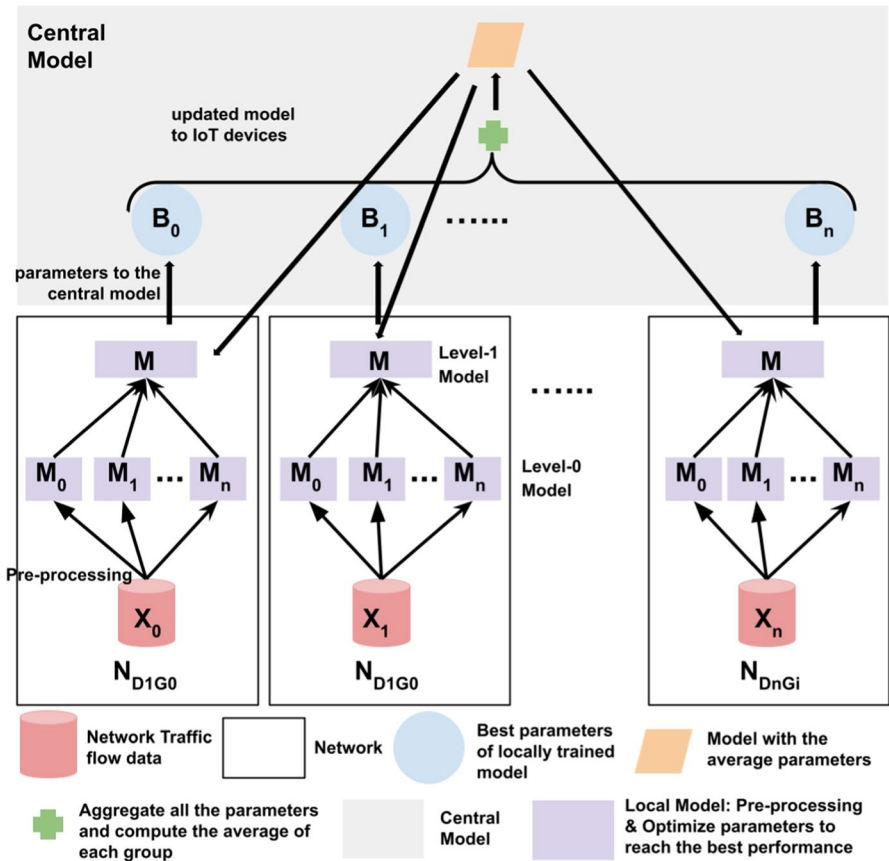 Central
Model
updated model
to IoT devices
B0
B1
......
Bn
parameters to the
central model
M
M
Level-1
Model
......
M
M0 M1 ... Mn
M0 M1 ... Mn
Level-0
Model
M0 M1 ... Mn
Pre-processing
X0
X1
Xn
ND1G0
ND1G0
NDnGi
Network Traffic
flow data
Network
Best parameters
of locally trained
model
Model with the
average parameters
Aggregate all the parameters
and compute the average of
each group
Central
Model
Local Model: Pre-processing
& Optimize parameters to
reach the best performance